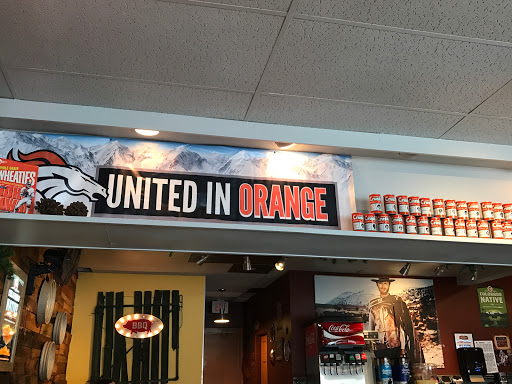 WHEATIES
UNITED IN ORANGE
BBQ
Coca-Cola
NATIVE